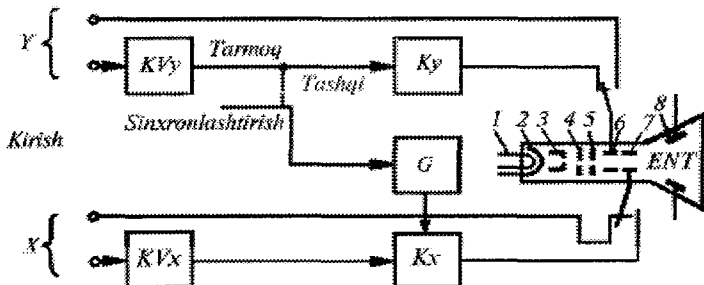 Y
KVy
Tarmoq
Tashqi
Ky
Sinxronlashtirish
Kirish
1 2 3 4 5 6 7 8
ENT
G
X
KVx
Kx